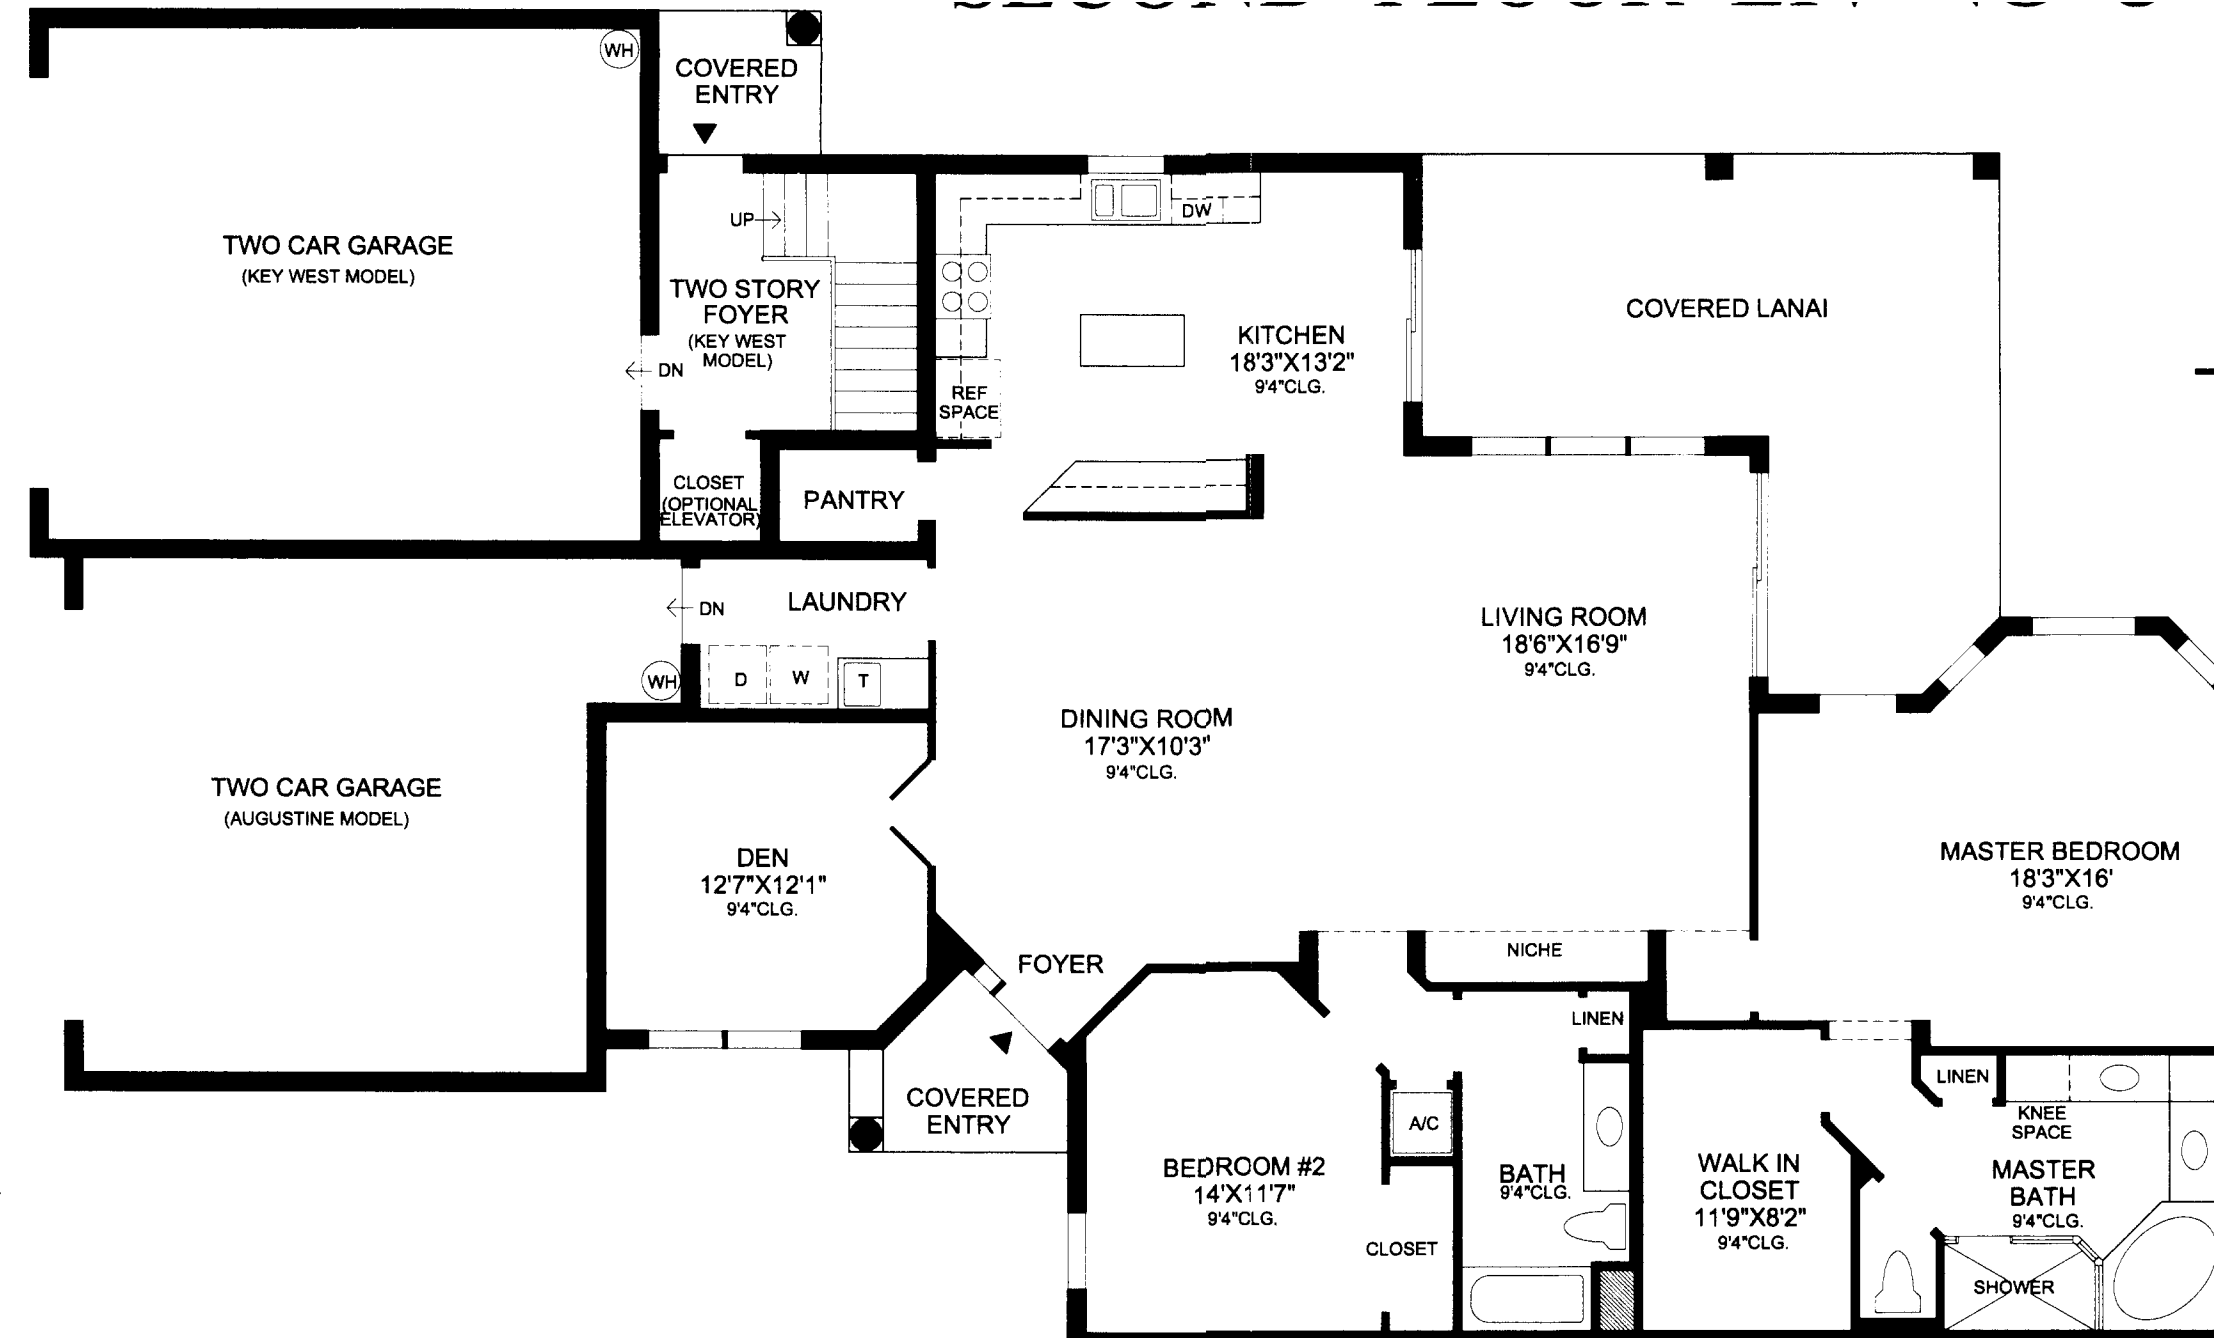 WH
COVERED
ENTRY
TWO CAR GARAGE
(KEY WEST MODEL)
UP
DW
TWO STORY
FOYER
(KEY WEST
MODEL)
DN
KITCHEN
18'3"X13'2"
9'4"CLG.
REF
SPACE
COVERED LANAI
CLOSET
(OPTIONAL
ELEVATOR)
PANTRY
LAUNDRY
DN
WH
D
W
T
LIVING ROOM
18'6"X16'9"
9'4"CLG.
DINING ROOM
17'3"X10'3"
9'4"CLG.
TWO CAR GARAGE
(AUGUSTINE MODEL)
DEN
12'7"X12'1"
9'4"CLG.
MASTER BEDROOM
18'3"X16'
9'4"CLG.
FOYER
NICHE
LINEN
COVERED
ENTRY
A/C
LINEN
KNEE
SPACE
BEDROOM #2
14'X11'7"
9'4"CLG.
CLOSET
BATH
9'4"CLG.
WALK IN
CLOSET
11'9"X8'2"
9'4"CLG.
MASTER
BATH
9'4"CLG.
SHOWER